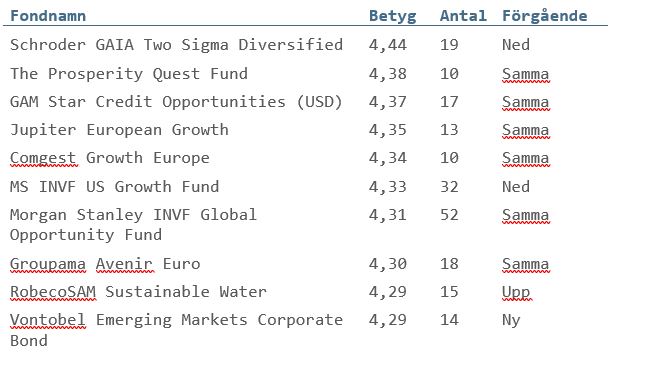 Fondnamn Betyg Antal Förgående
Schroder GAIA Two Sigma Diversified 4,44 19 Ned
The Prosperity Quest Fund 4,38 10 Samma
GAM Star Credit Opportunities (USD) 4,37 17 Samma
Jupiter European Growth 4,35 13 Samma
Comgest Growth Europe 4,34 10 Samma
MS INVF US Growth Fund 4,33 32 Ned
Morgan Stanley INVF Global 4,31 52 Samma
Opportunity Fund
Groupama Avenir Euro 4,30 18 Samma
RobecoSAM Sustainable Water 4,29 15 Upp
Vontobel Emerging Markets Corporate 4,29 14 Ny
Bond